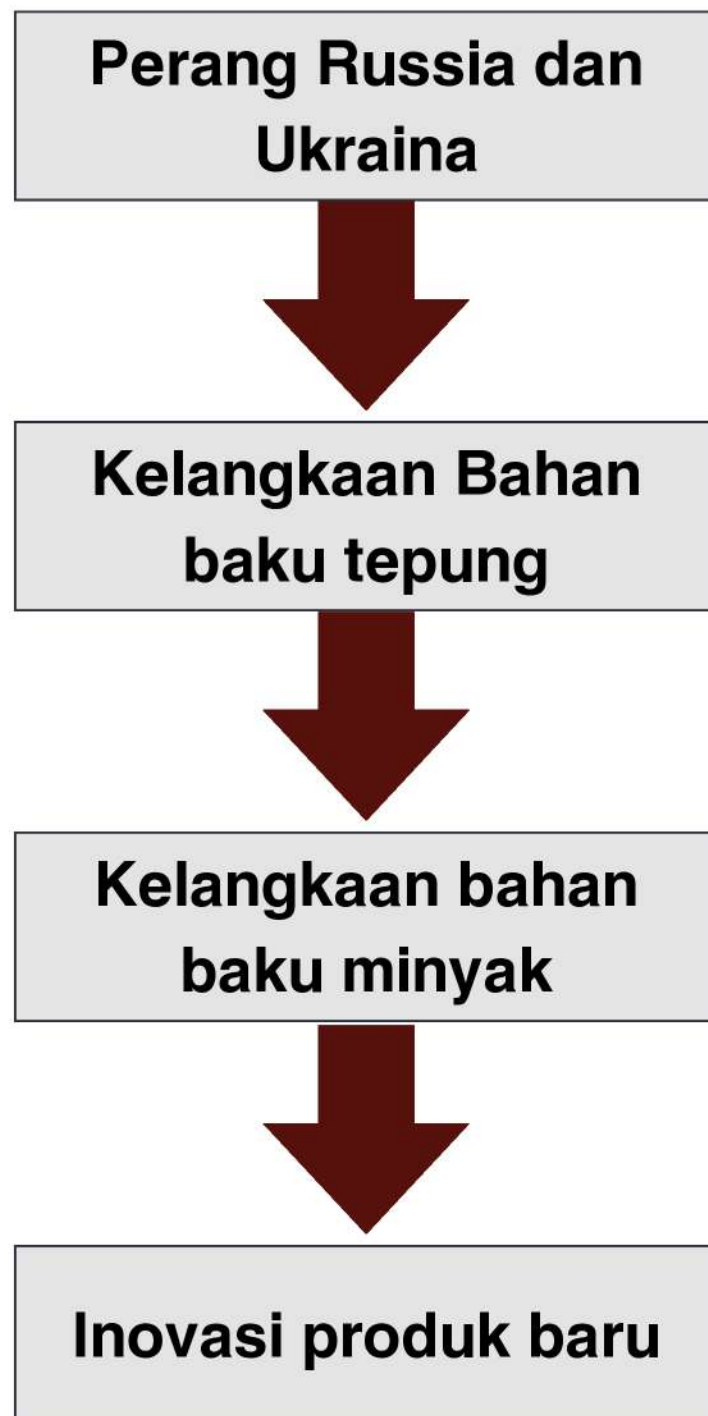 Perang Russia dan
Ukraina
Kelangkaan Bahan
baku tepung
Kelangkaan bahan
baku minyak
Inovasi produk baru